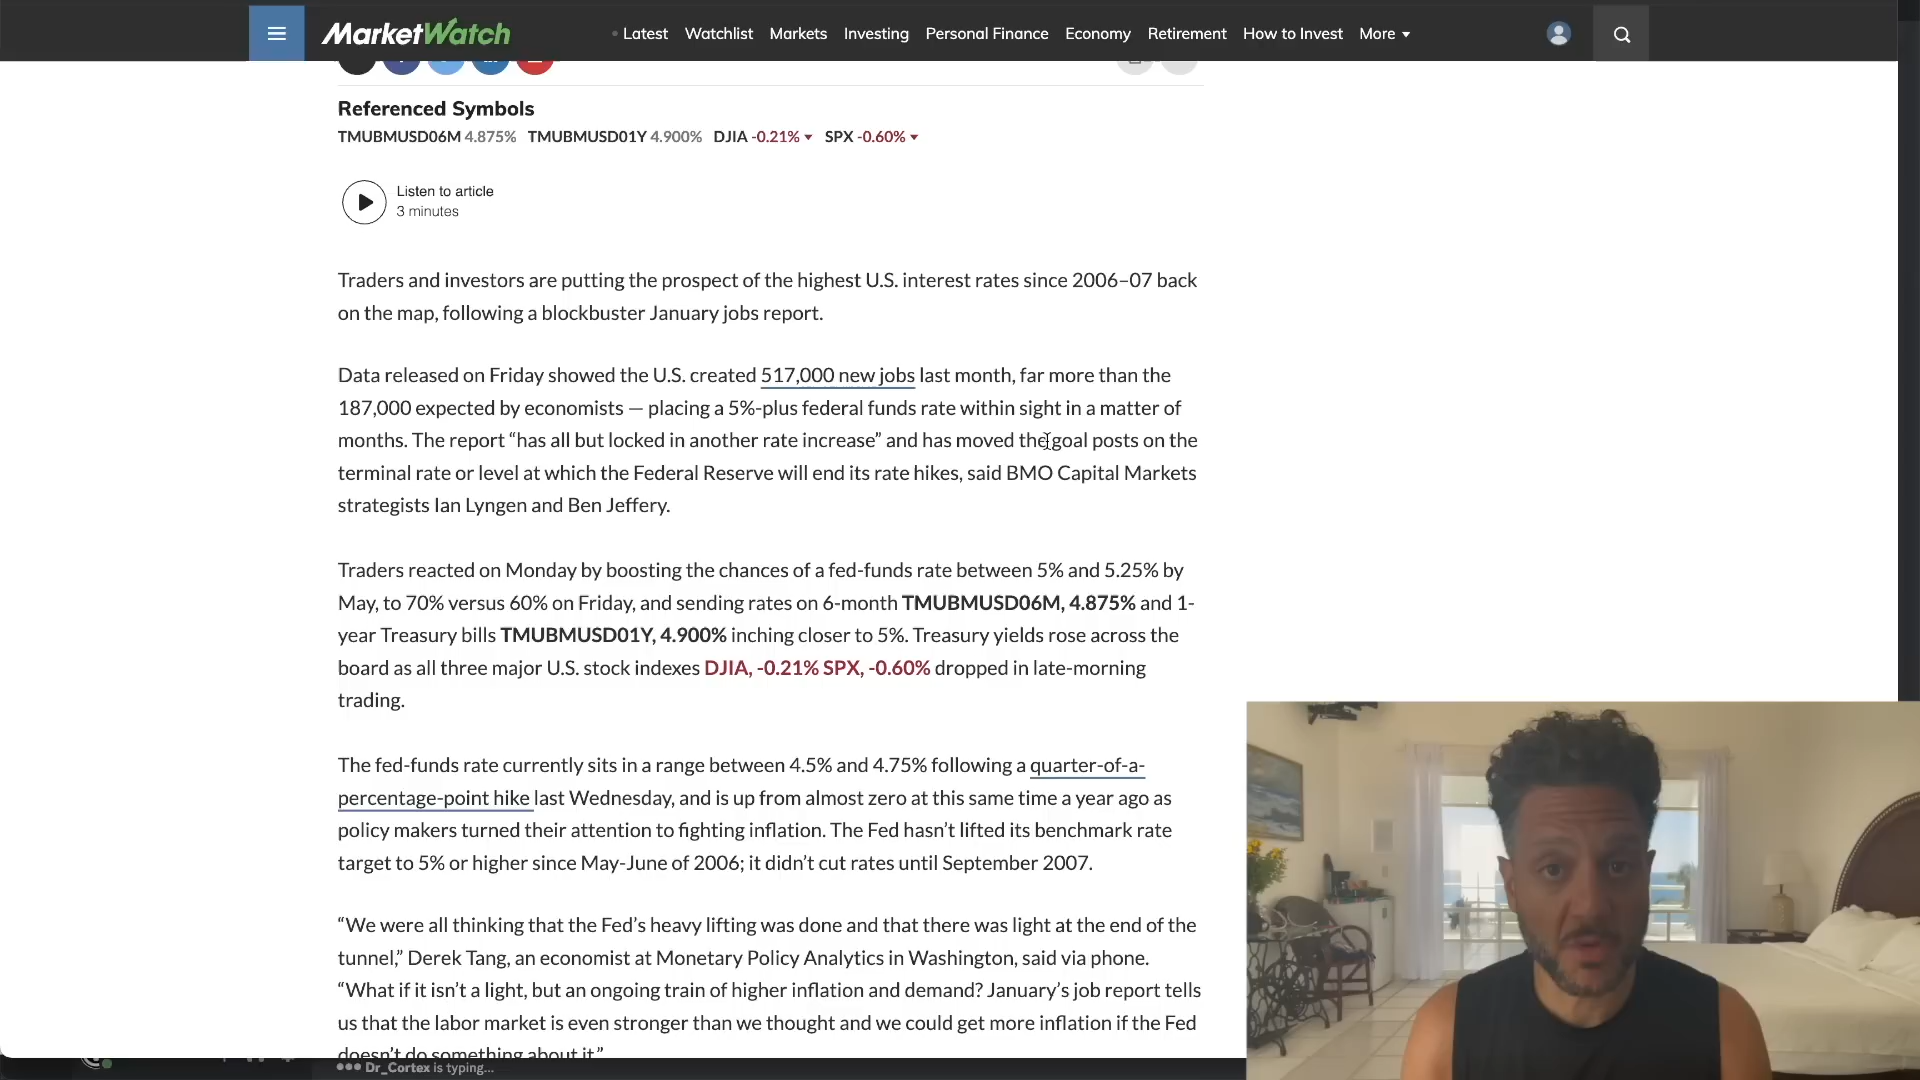 MarketWatch
Latest Watchlist Markets Investing Personal Finance Economy Retirement How to Invest More
Referenced Symbols
TMUBMUSD06M 4.875% TMUBMUSD01Y 4.900% DJIA -0.21% SPX -0.60%
Listen to article
3 minutes
Traders and investors are putting the prospect of the highest U.S. interest rates since 2006–07 back
on the map, following a blockbuster January jobs report.
Data released on Friday showed the U.S. created 517,000 new jobs last month, far more than the
187,000 expected by economists — placing a 5%-plus federal funds rate within sight in a matter of
months. The report “has all but locked in another rate increase” and has moved the goal posts on the
terminal rate or level at which the Federal Reserve will end its rate hikes, said BMO Capital Markets
strategists Ian Lyngen and Ben Jeffery.
Traders reacted on Monday by boosting the chances of a fed-funds rate between 5% and 5.25% by
May, to 70% versus 60% on Friday, and sending rates on 6-month TMUBMUSD06M, 4.875% and 1-
year Treasury bills TMUBMUSD01Y, 4.900% inching closer to 5%. Treasury yields rose across the
board as all three major U.S. stock indexes DJIA, -0.21% SPX, -0.60% dropped in late-morning
trading.
The fed-funds rate currently sits in a range between 4.5% and 4.75% following a quarter-of-a-
percentage-point hike last Wednesday, and is up from almost zero at this same time a year ago as
policy makers turned their attention to fighting inflation. The Fed hasn’t lifted its benchmark rate
target to 5% or higher since May-June of 2006; it didn’t cut rates until September 2007.
“We were all thinking that the Fed’s heavy lifting was done and that there was light at the end of the
tunnel,” Derek Tang, an economist at Monetary Policy Analytics in Washington, said via phone.
“What if it isn’t a light, but an ongoing train of higher inflation and demand? January’s job report tells
us that the labor market is even stronger than we thought and we could get more inflation if the Fed
doesn’t do something about it.”
Dr_Cortex is typing...